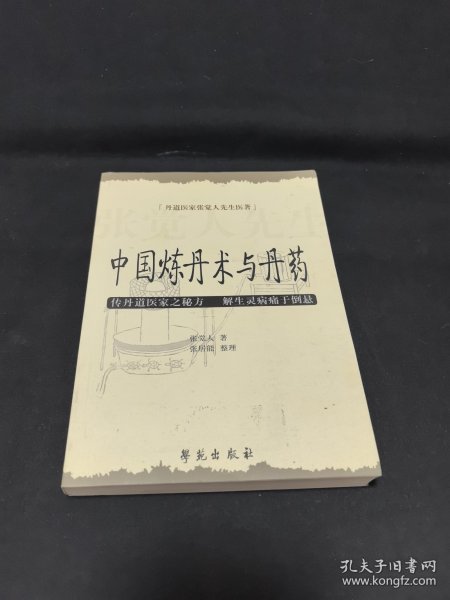 「丹道医家张觉人先生医著」
张觉人先生
中国炼丹术与丹药
传丹道医家之秘方 解生灵病痛于倒悬
张觉人 著
张居能 整理
學苑出版社
孔夫子旧书网
www.kongfz.com